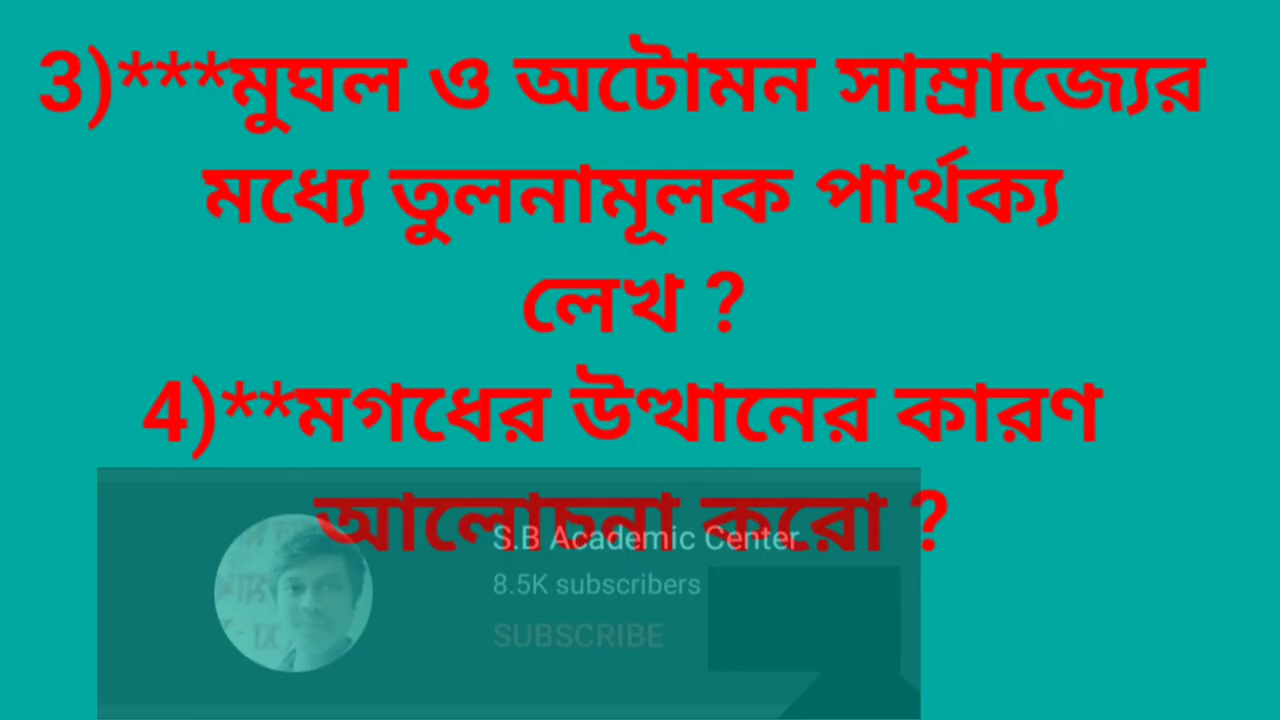 3)***মুঘল ও অটোমন সাম্রাজ্যের
মধ্যে তুলনামূলক পার্থক্য
লেখ ?
4)**মগধের উত্থানের কারণ
আলোচনা করো ?
S.B Academic Center
8.5K subscribers
SUBSCRIBE